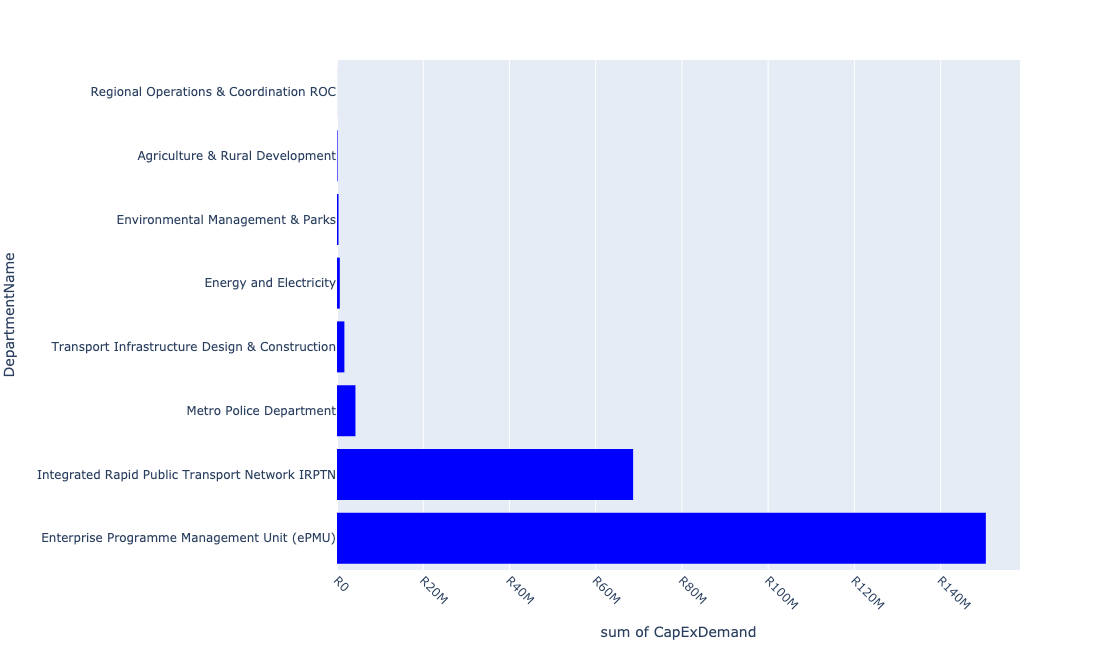 DepartmentName
Regional Operations & Coordination ROC
Agriculture & Rural Development
Environmental Management & Parks
Energy and Electricity
Transport Infrastructure Design & Construction
Metro Police Department
Integrated Rapid Public Transport Network IRPTN
Enterprise Programme Management Unit (ePMU)
R0 R20M R40M R60M R80M R100M R120M R140M
sum of CapExDemand